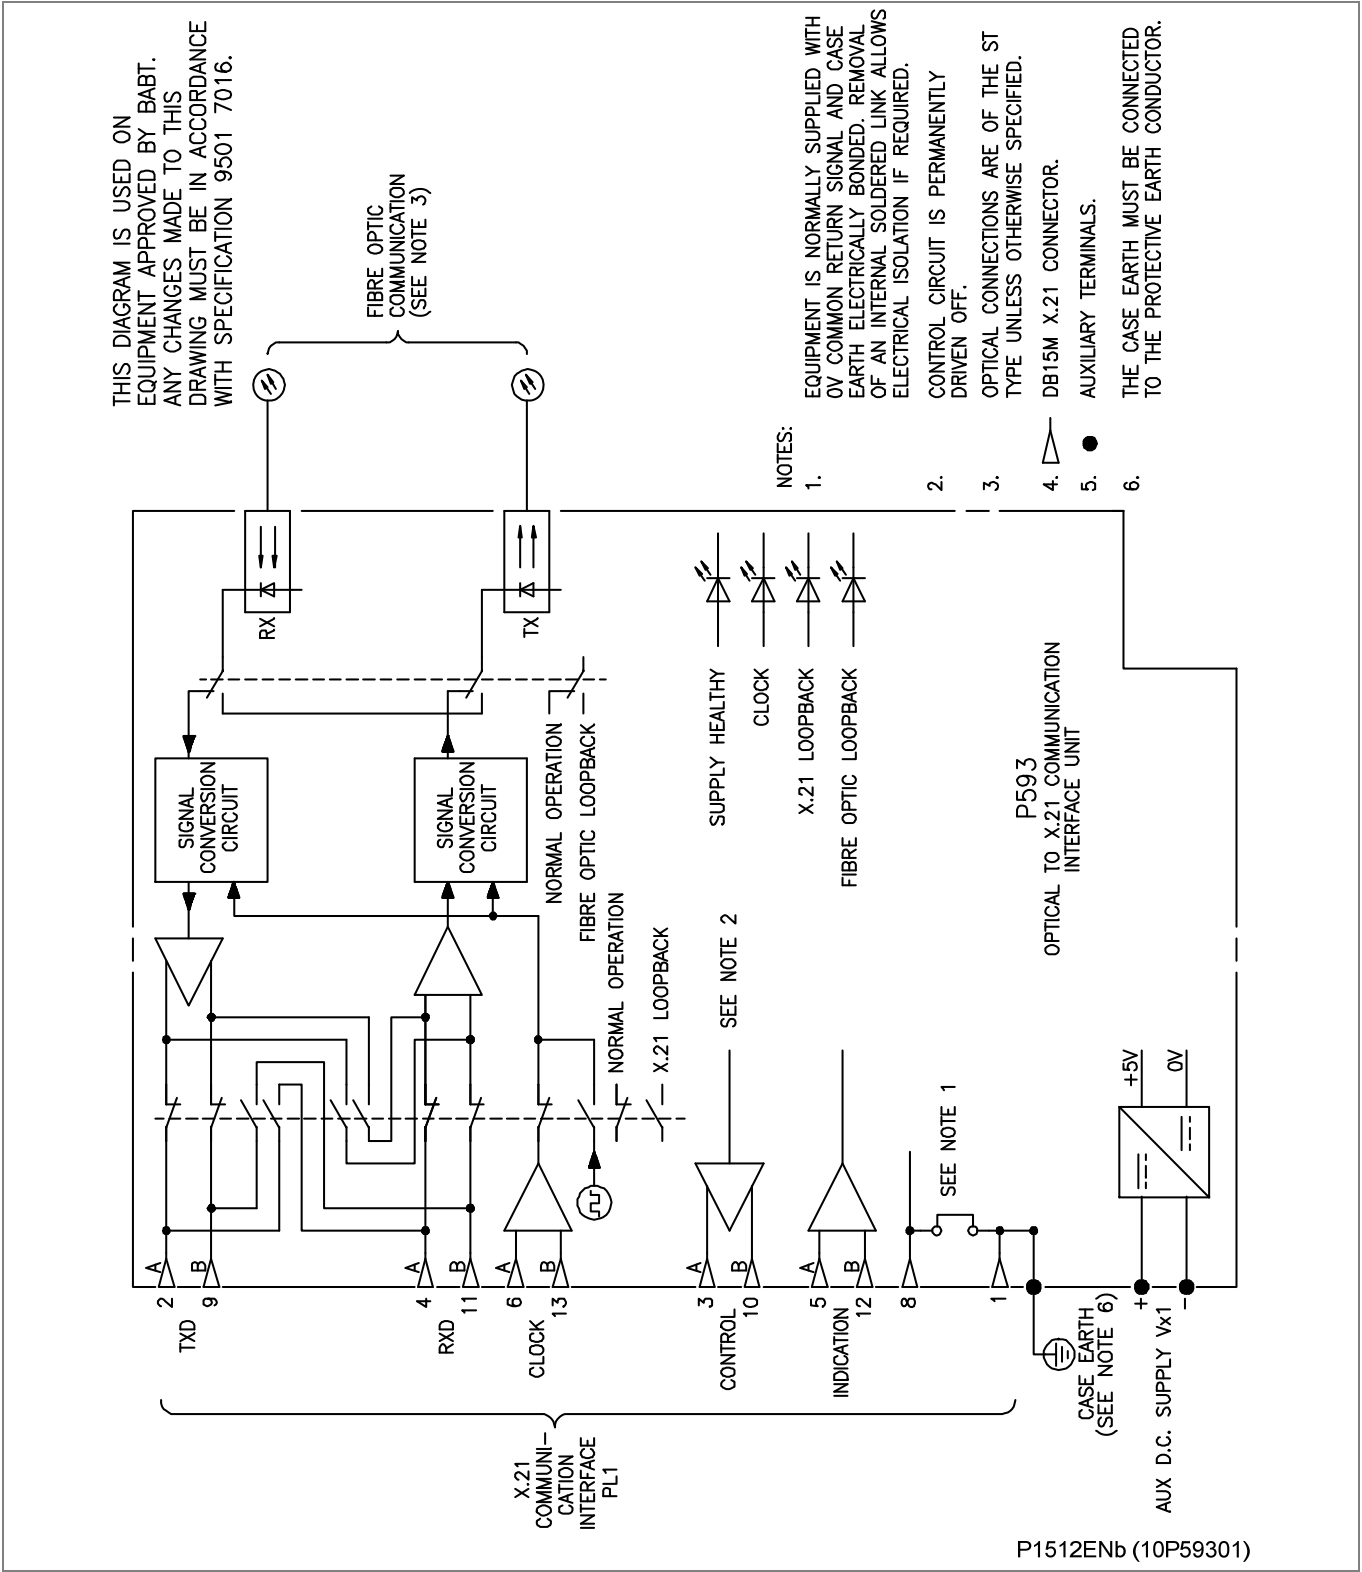 THIS DIAGRAM IS USED ON
EQUIPMENT APPROVED BY BABT.
ANY CHANGES MADE TO THIS
DRAWING MUST BE IN ACCORDANCE
WITH SPECIFICATION 9501 7016.
FIBRE OPTIC
COMMUNICATION
(SEE NOTE 3)
RX
TX
SIGNAL
CONVERSION
CIRCUIT
SIGNAL
CONVERSION
CIRCUIT
NORMAL OPERATION
FIBRE OPTIC LOOPBACK
NORMAL OPERATION
X.21 LOOPBACK
SUPPLY HEALTHY
CLOCK
X.21 LOOPBACK
FIBRE OPTIC LOOPBACK
SEE NOTE 2
SEE NOTE 1
P593
OPTICAL TO X.21 COMMUNICATION
INTERFACE UNIT
+5V
0V
A
B
A
B
A
B
A
B
A
B
2
9
4
11
6
13
3
10
5
12
8
1
TXD
RXD
CLOCK
CONTROL
INDICATION
X.21
COMMUNI-
CATION
INTERFACE
PL1
CASE EARTH
(SEE NOTE 6)
+
-
AUX D.C. SUPPLY Vx1
NOTES:
1. EQUIPMENT IS NORMALLY SUPPLIED WITH
0V COMMON RETURN SIGNAL AND CASE
EARTH ELECTRICALLY BONDED. REMOVAL
OF AN INTERNAL SOLDERED LINK ALLOWS
ELECTRICAL ISOLATION IF REQUIRED.
2. CONTROL CIRCUIT IS PERMANENTLY
DRIVEN OFF.
3. OPTICAL CONNECTIONS ARE OF THE ST
TYPE UNLESS OTHERWISE SPECIFIED.
4. DB15M X.21 CONNECTOR.
5. AUXILIARY TERMINALS.
6. THE CASE EARTH MUST BE CONNECTED
TO THE PROTECTIVE EARTH CONDUCTOR.
P1512ENb (10P59301)